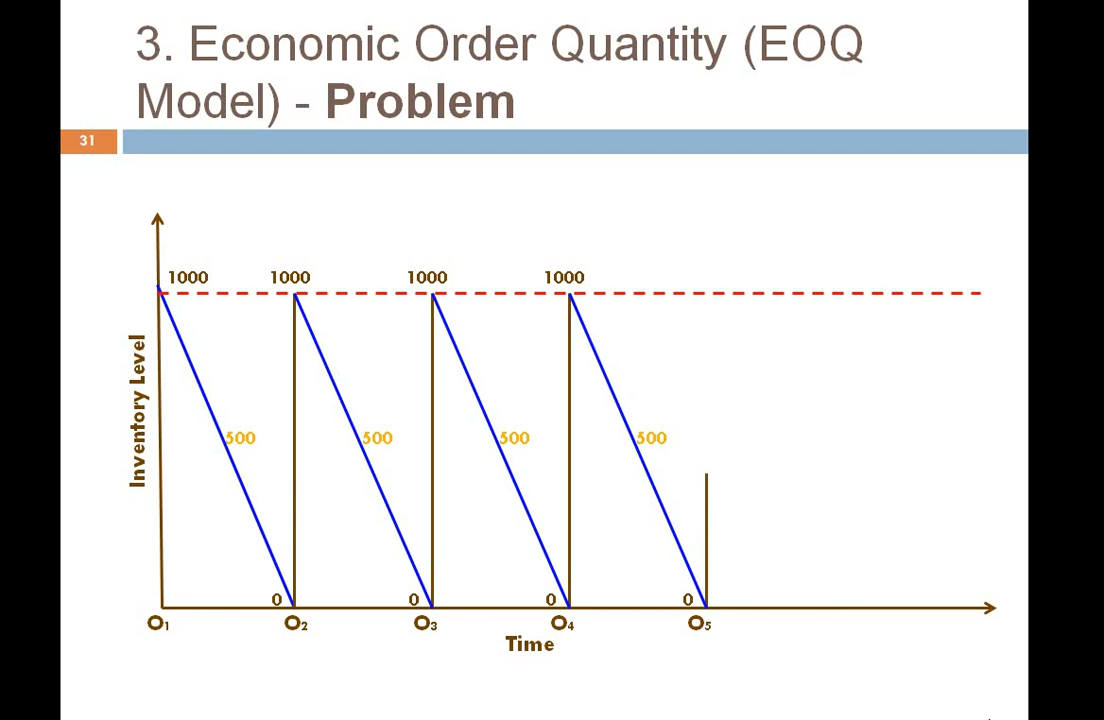 3. Economic Order Quantity (EOQ
Model) - Problem
31
1000 1000 1000 1000
Inventory Level
500 500 500 500
0 0 0 0
O₁ O₂ O₃ O₄ O₅
Time